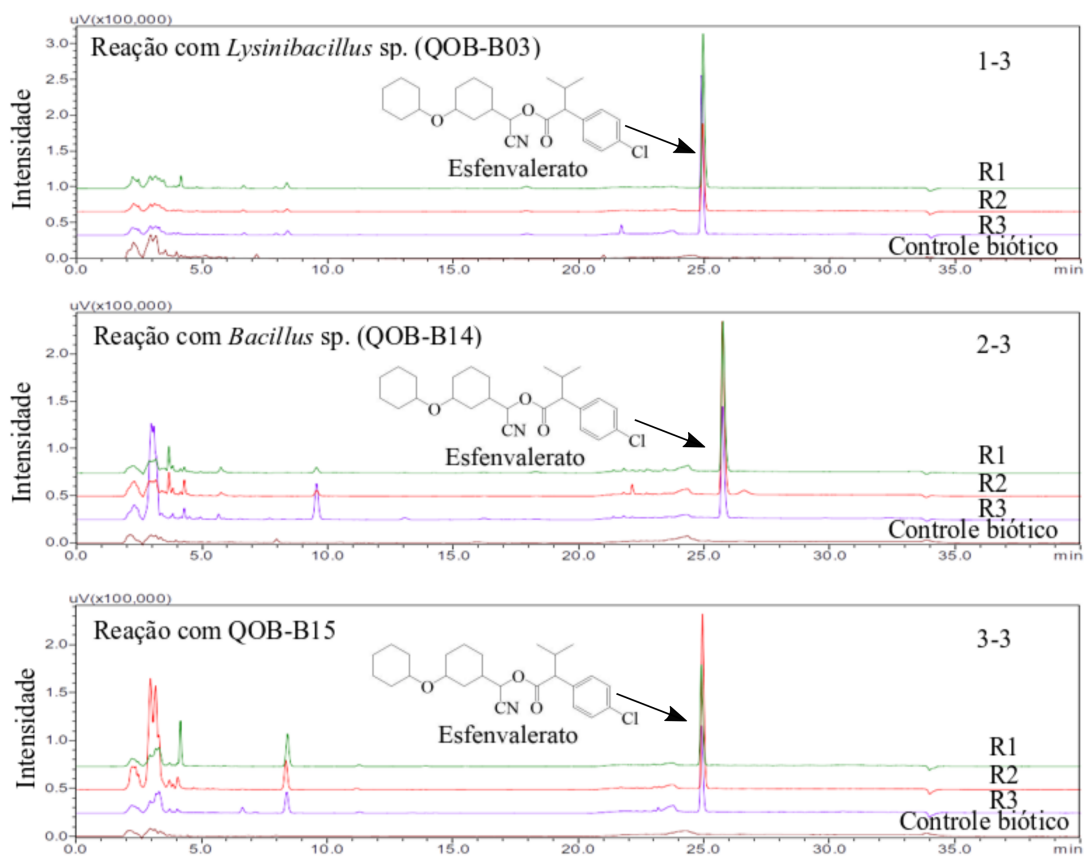 uV(x100,000)
Reação com Lysinibacillus sp. (QOB-B03)
1-3
Intensidade
3.0
2.5
2.0
1.5
1.0
0.5
0.0
O
O
CN
O
Cl
Esfenvalerato
R1
R2
R3
Controle biótico
0.0 5.0 10.0 15.0 20.0 25.0 30.0 35.0 min
uV(x100,000)
Reação com Bacillus sp. (QOB-B14)
2-3
Intensidade
2.0
1.5
1.0
0.5
0.0
O
O
CN
O
Cl
Esfenvalerato
R1
R2
R3
Controle biótico
0.0 5.0 10.0 15.0 20.0 25.0 30.0 35.0 min
uV(x100,000)
Reação com QOB-B15
3-3
Intensidade
2.0
1.5
1.0
0.5
0.0
O
O
CN
O
Cl
Esfenvalerato
R1
R2
R3
Controle biótico
0.0 5.0 10.0 15.0 20.0 25.0 30.0 35.0 min